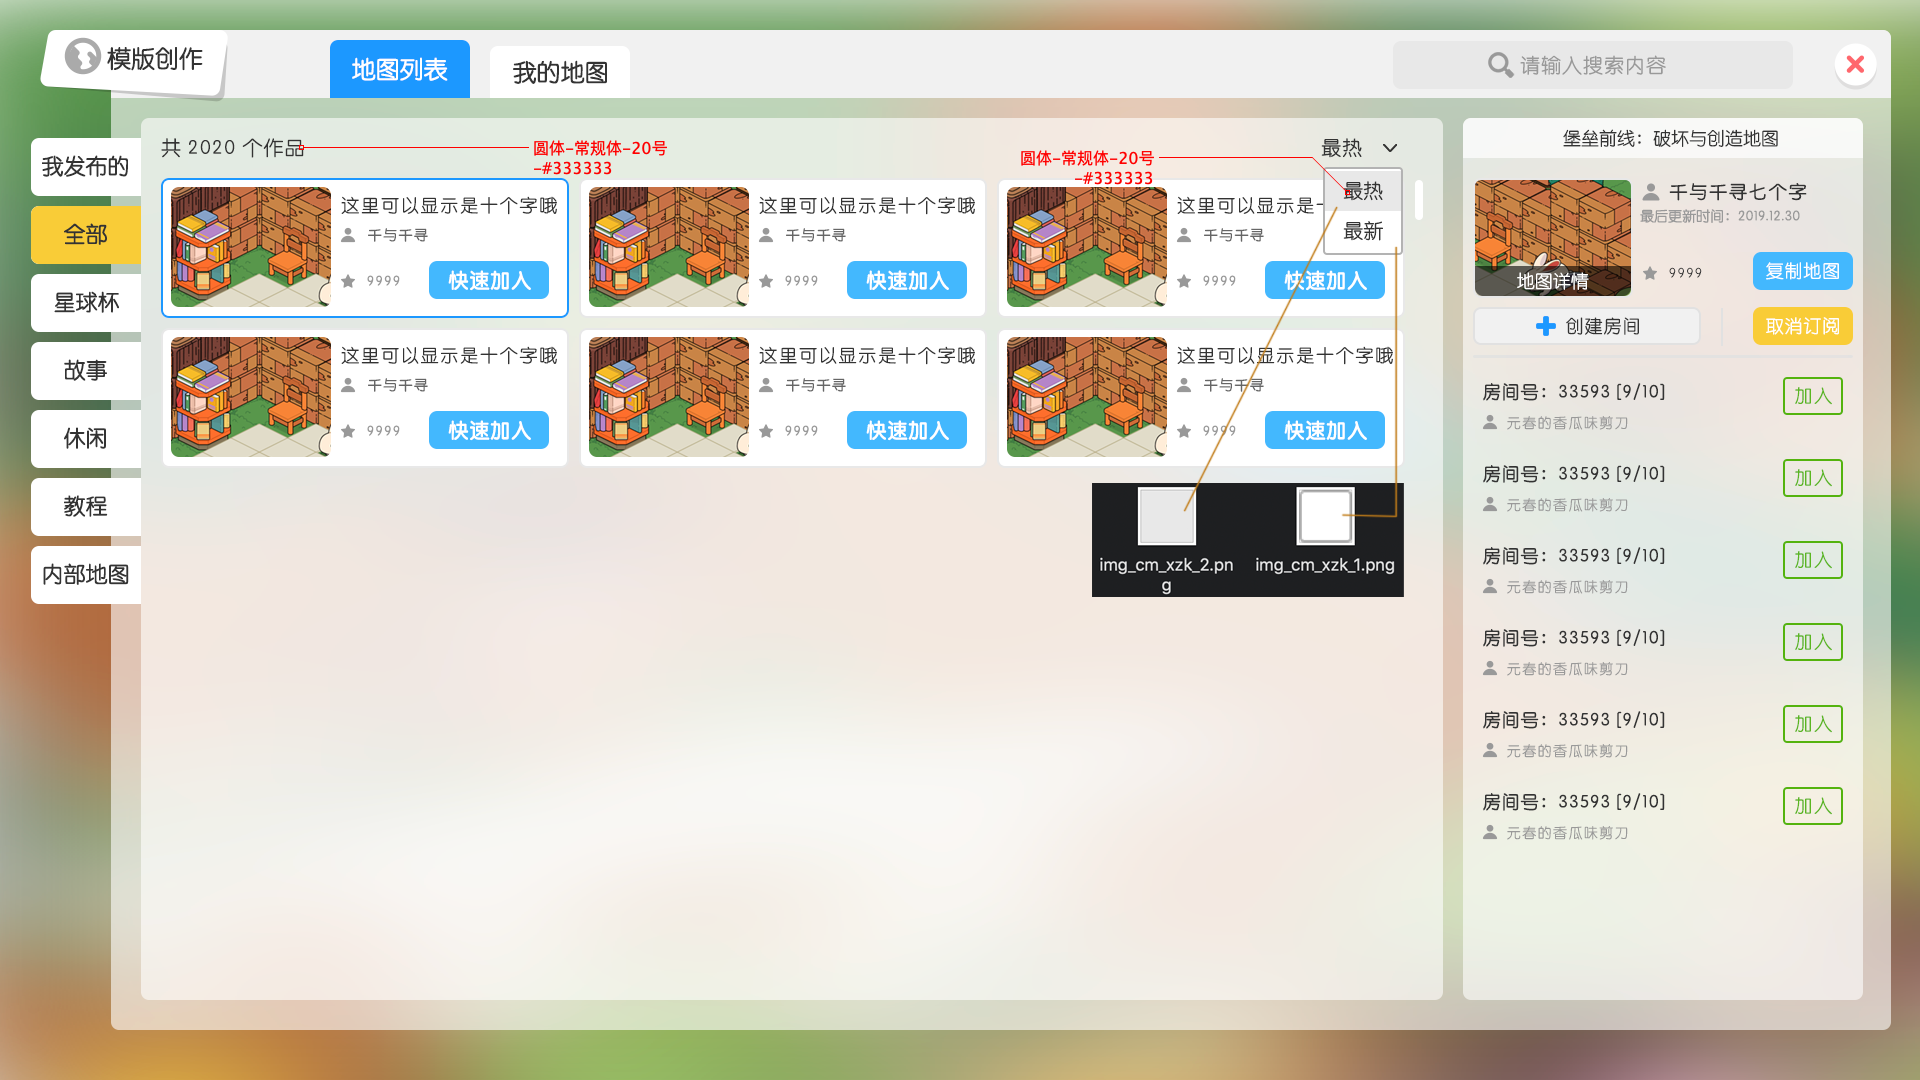 模版创作
地图列表
我的地图
请输入搜索内容
我发布的
全部
星球杯
故事
休闲
教程
内部地图
共 2020 个作品
圆体-常规体-20号
-#333333
圆体-常规体-20号
-#333333
最热
最热
最新
这里可以显示是十个字哦
千与千寻
9999
快速加入
这里可以显示是十个字哦
千与千寻
9999
快速加入
这里可以显示是十
千与千寻
9999
快速加入
这里可以显示是十个字哦
千与千寻
9999
快速加入
这里可以显示是十个字哦
千与千寻
9999
快速加入
这里可以显示是十个字哦
千与千寻
9999
快速加入
img_cm_xzk_2.pn
g
img_cm_xzk_1.png
堡垒前线：破坏与创造地图
千与千寻七个字
最后更新时间：2019.12.30
地图详情
9999
复制地图
创建房间
取消订阅
房间号：33593 [9/10]
元春的香瓜味剪刀
加入
房间号：33593 [9/10]
元春的香瓜味剪刀
加入
房间号：33593 [9/10]
元春的香瓜味剪刀
加入
房间号：33593 [9/10]
元春的香瓜味剪刀
加入
房间号：33593 [9/10]
元春的香瓜味剪刀
加入
房间号：33593 [9/10]
元春的香瓜味剪刀
加入